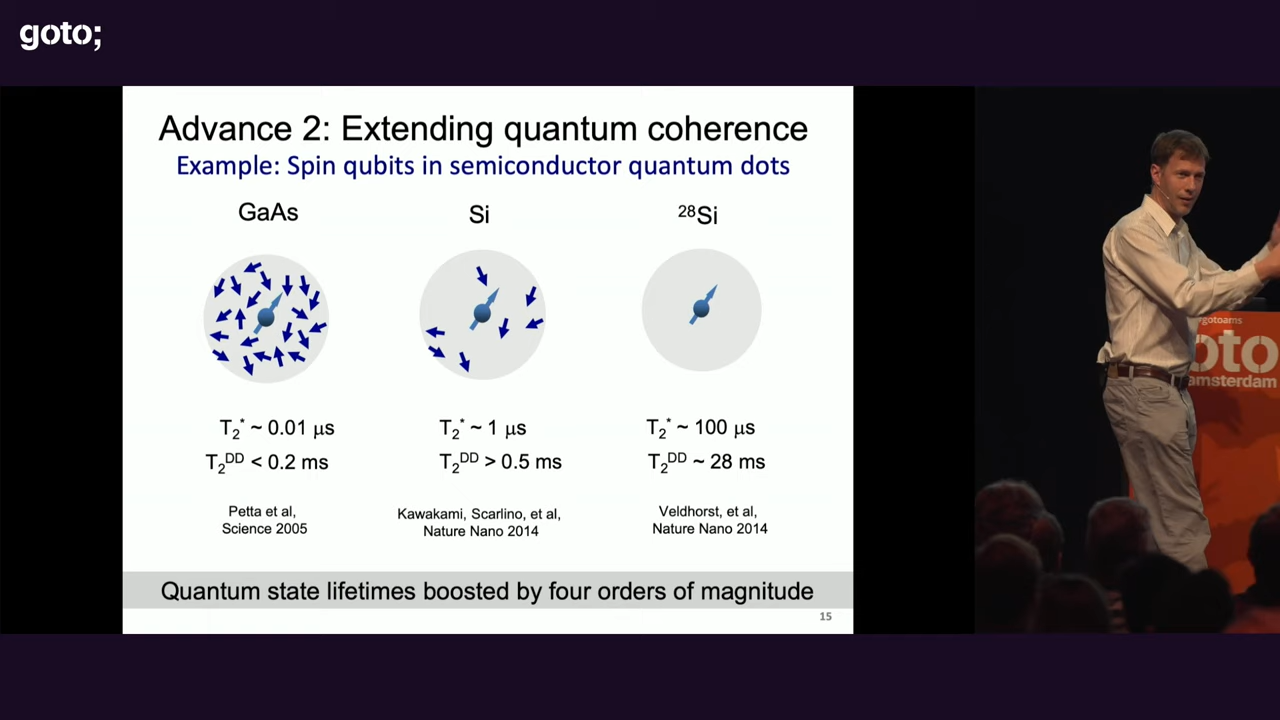 goto;
Advance 2: Extending quantum coherence
Example: Spin qubits in semiconductor quantum dots
GaAs
Si
²⁸Si
T₂* ~ 0.01 μs
T₂* ~ 1 μs
T₂* ~ 100 μs
T₂ᴰᴰ < 0.2 ms
T₂ᴰᴰ > 0.5 ms
T₂ᴰᴰ ~ 28 ms
Petta et al,
Science 2005
Kawakami, Scarlino, et al,
Nature Nano 2014
Veldhorst, et al,
Nature Nano 2014
Quantum state lifetimes boosted by four orders of magnitude
15
gotoams
oto
amsterdam